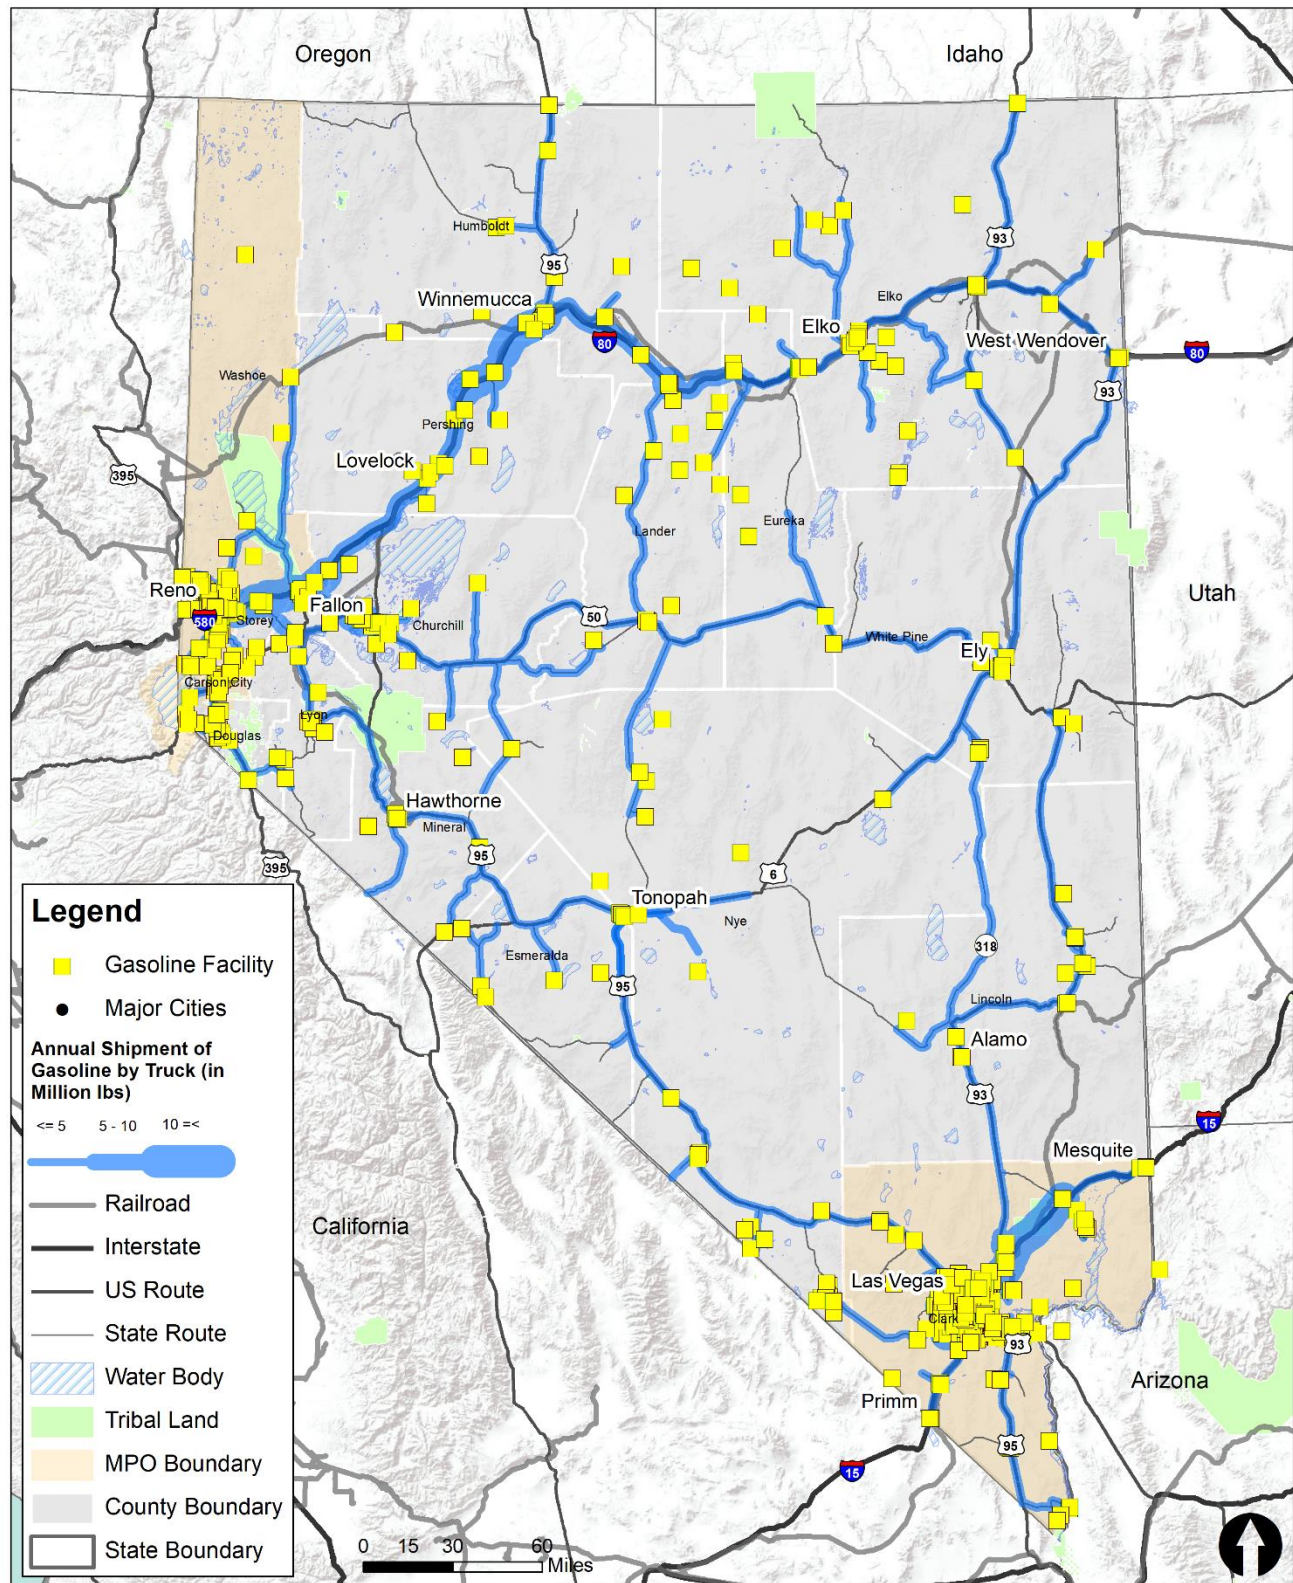 Oregon
Idaho
Humboldt
93
95
Winnemucca
Elko
Elko
West Wendover
80
80
Washoe
93
Pershing
395
Lovelock
Lander
Eureka
Reno
Fallon
Utah
580
Storey
Churchill
50
White Pine
Ely
Carson City
Lyon
Douglas
Hawthorne
Mineral
95
395
6
Tonopah
Nye
318
Esmeralda
95
Lincoln
Alamo
93
15
Mesquite
California
Las Vegas
Clark
93
Arizona
Primm
95
15
Legend
Gasoline Facility
Major Cities
Annual Shipment of
Gasoline by Truck (in
Million lbs)
<= 5 5 - 10 10 =<
Railroad
Interstate
US Route
State Route
Water Body
Tribal Land
MPO Boundary
County Boundary
State Boundary
0 15 30 60
Miles